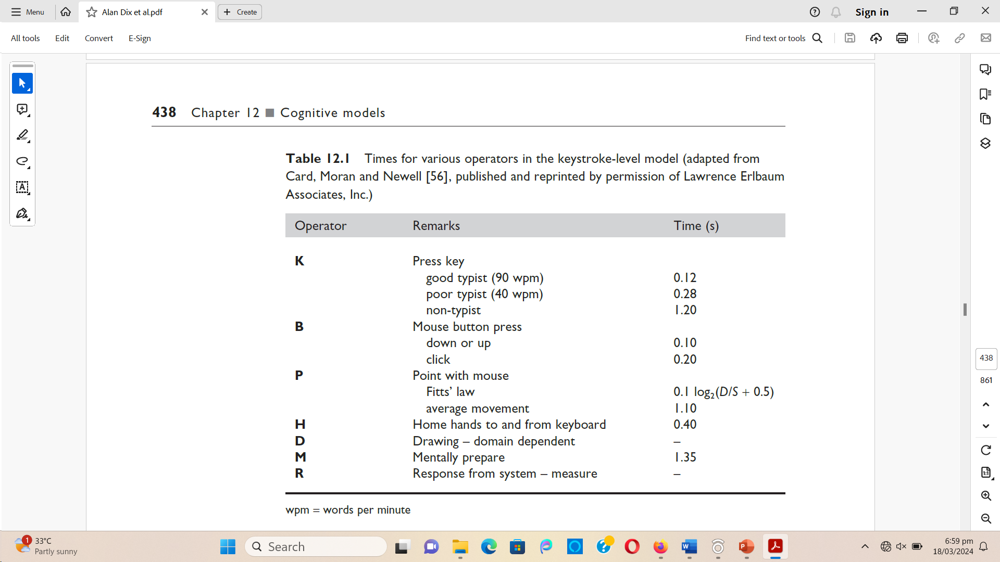 Menu
Alan Dix et al.pdf
Create
Sign in
All tools Edit Convert E-Sign
Find text or tools
438 Chapter 12 ■ Cognitive models
Table 12.1 Times for various operators in the keystroke-level model (adapted from
Card, Moran and Newell [56], published and reprinted by permission of Lawrence Erlbaum
Associates, Inc.)
Operator Remarks Time (s)
K Press key
good typist (90 wpm) 0.12
poor typist (40 wpm) 0.28
non-typist 1.20
B Mouse button press
down or up 0.10
click 0.20
P Point with mouse
Fitts’ law 0.1 log₂(D/S + 0.5)
average movement 1.10
H Home hands to and from keyboard 0.40
D Drawing – domain dependent –
M Mentally prepare 1.35
R Response from system – measure –
wpm = words per minute
438
861
1
33°C
Partly sunny
Search
6:59 pm
18/03/2024